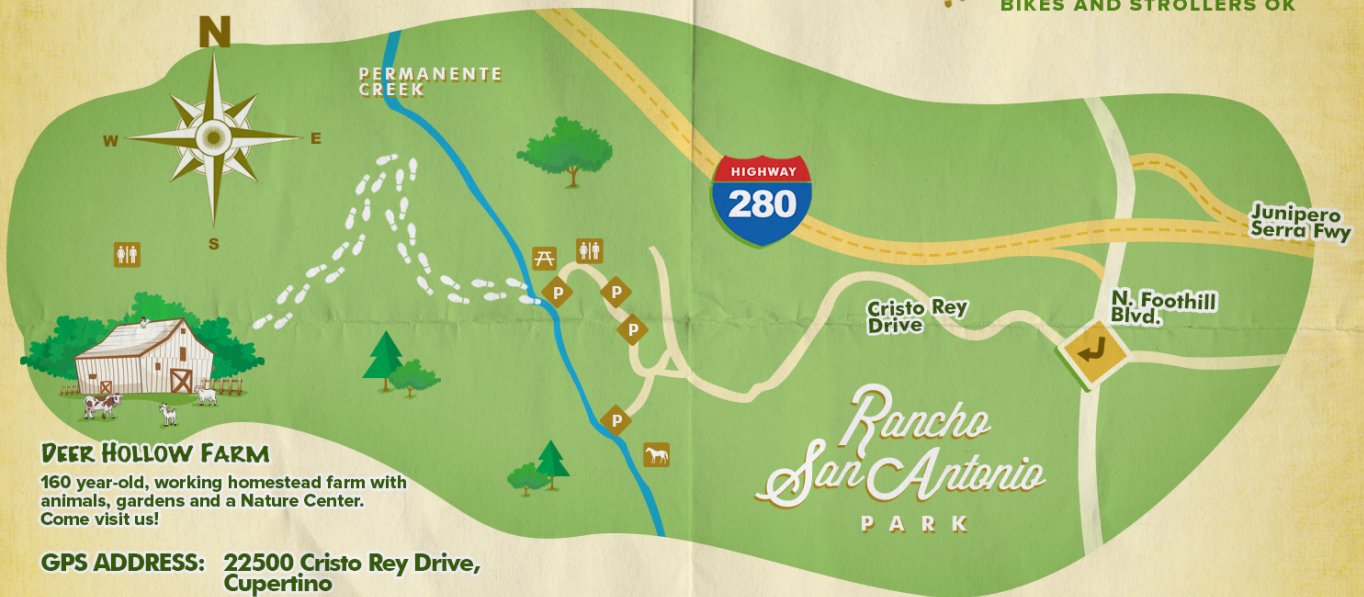 BIKES AND STROLLERS OK
N
W
E
S
PERMANENTE
CREEK
HIGHWAY
280
Junipero
Serra Fwy
N. Foothill
Blvd.
Cristo Rey
Drive
P
P
P
P
Rancho
San Antonio
PARK
DEER HOLLOW FARM
160 year-old, working homestead farm with
animals, gardens and a Nature Center.
Come visit us!
GPS ADDRESS: 22500 Cristo Rey Drive,
Cupertino